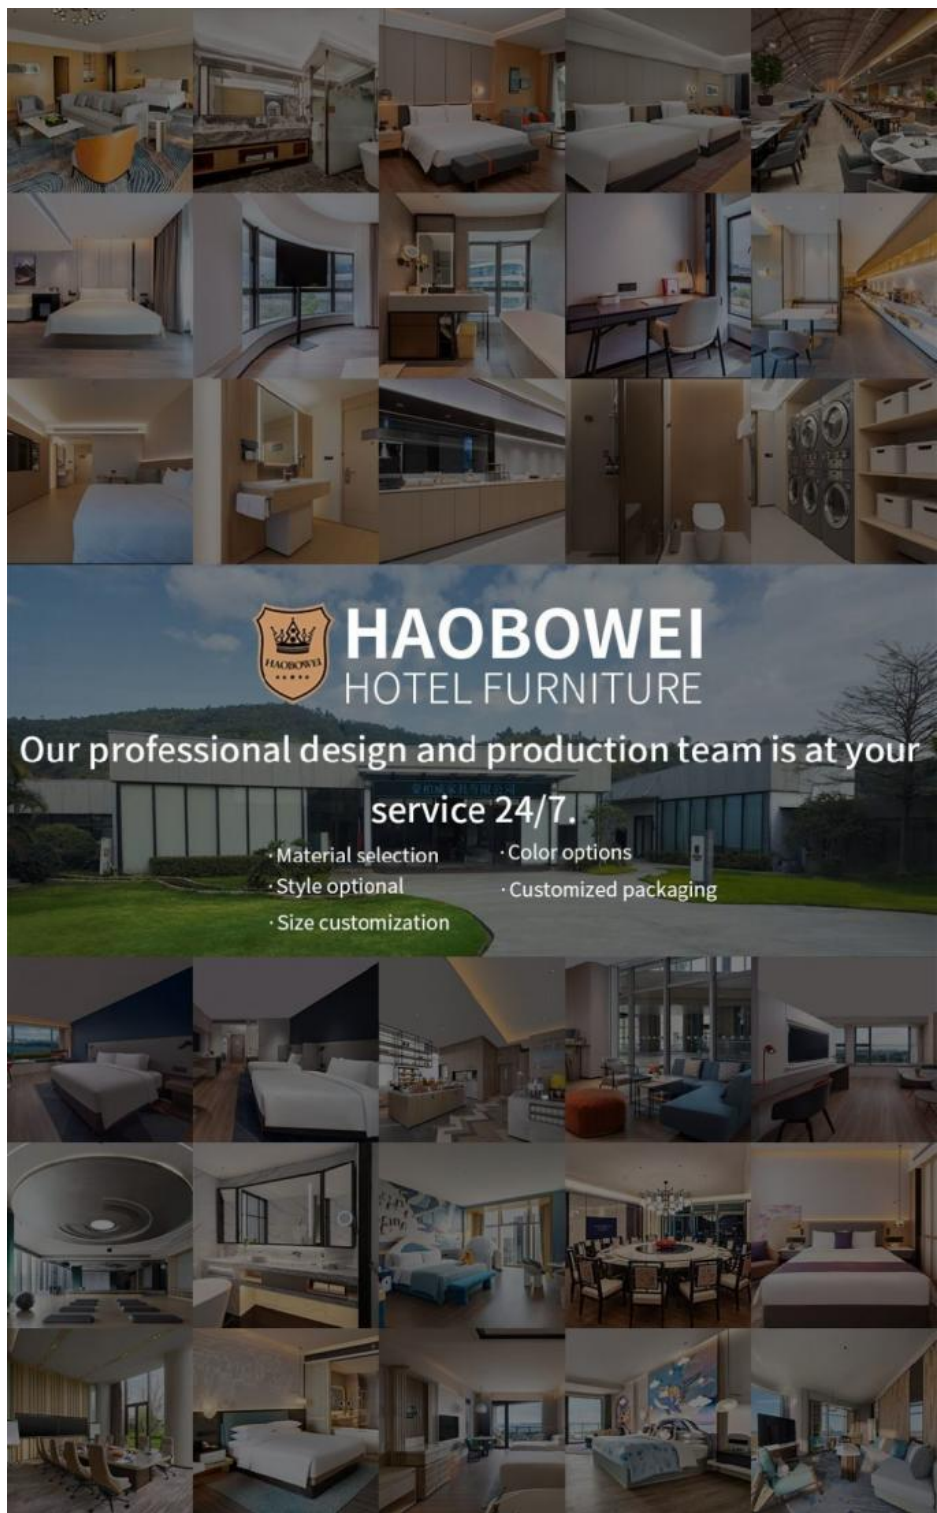 HAOBOWEI
HAOBOWEI
HOTEL FURNITURE
Our professional design and production team is at your
service 24/7.
·Material selection
·Color options
·Style optional
·Customized packaging
·Size customization